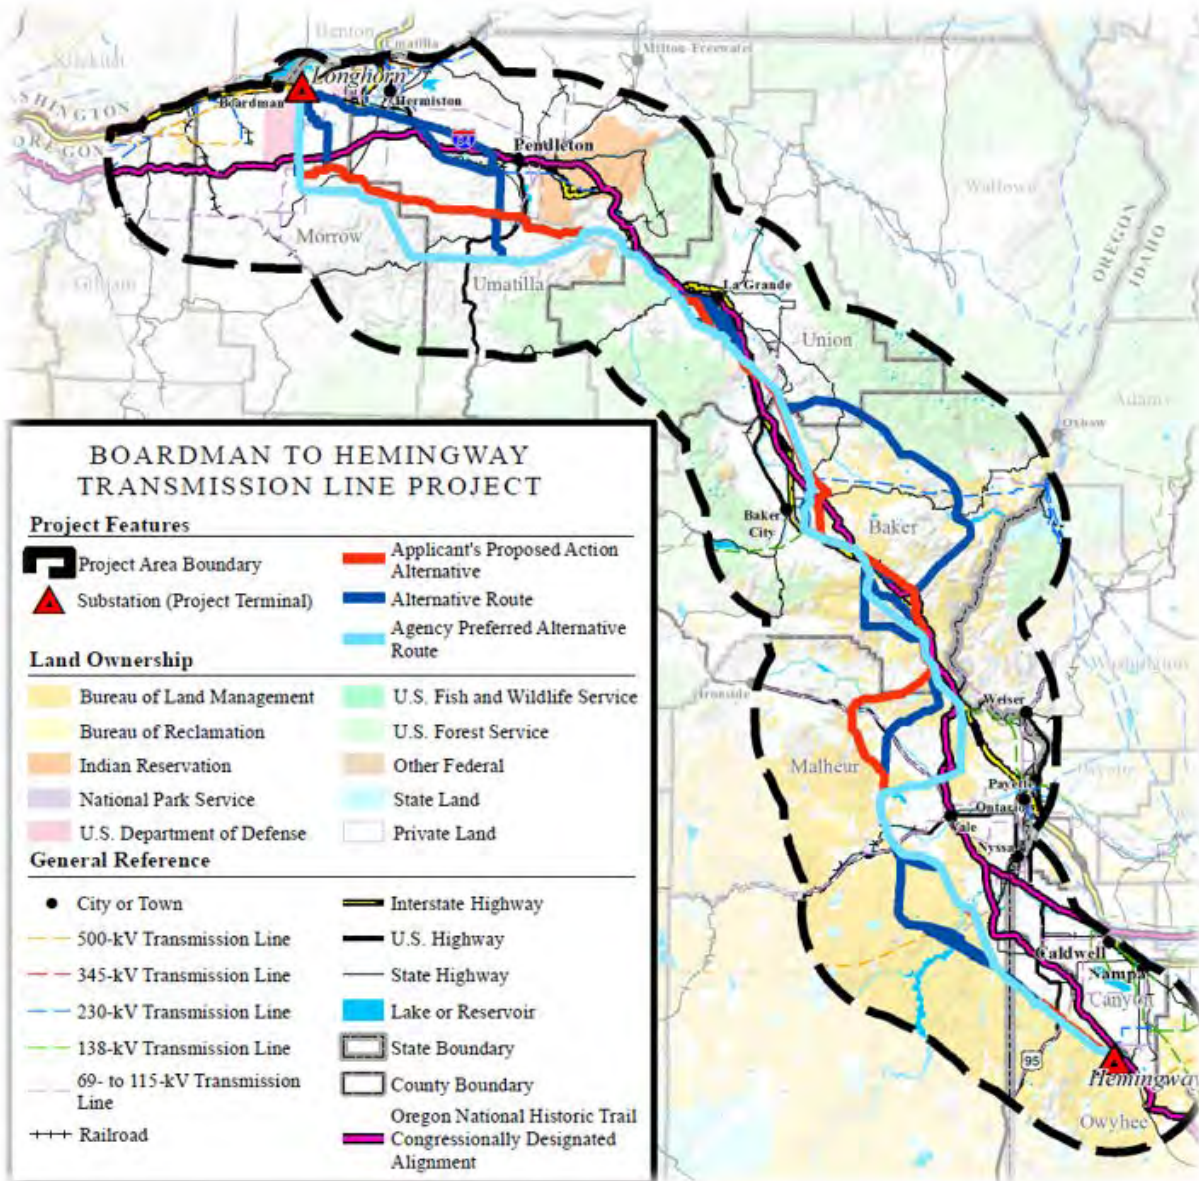 Benton
Umatilla
Klickitat
Milton-Freewater
Longhorn
Boardman
Hermiston
WASHINGTON
OREGON
84
Pendleton
Wallowa
OREGON
IDAHO
Morrow
Gilliam
Umatilla
La Grande
Union
Adams
Oxbow
BOARDMAN TO HEMINGWAY
TRANSMISSION LINE PROJECT
Project Features
Project Area Boundary
Substation (Project Terminal)
Applicant's Proposed Action
Alternative
Alternative Route
Agency Preferred Alternative
Route
Land Ownership
Bureau of Land Management
Bureau of Reclamation
Indian Reservation
National Park Service
U.S. Department of Defense
U.S. Fish and Wildlife Service
U.S. Forest Service
Other Federal
State Land
Private Land
General Reference
City or Town
500-kV Transmission Line
345-kV Transmission Line
230-kV Transmission Line
138-kV Transmission Line
69- to 115-kV Transmission
Line
Railroad
Interstate Highway
U.S. Highway
State Highway
Lake or Reservoir
State Boundary
County Boundary
Oregon National Historic Trail
Congressionally Designated
Alignment
Baker
City
Baker
Ironside
Washington
Weiser
Malheur
Payette
Payette
Ontario
Vale
Nyssa
Caldwell
Nampa
Canyon
95
Hemingway
Owyhee